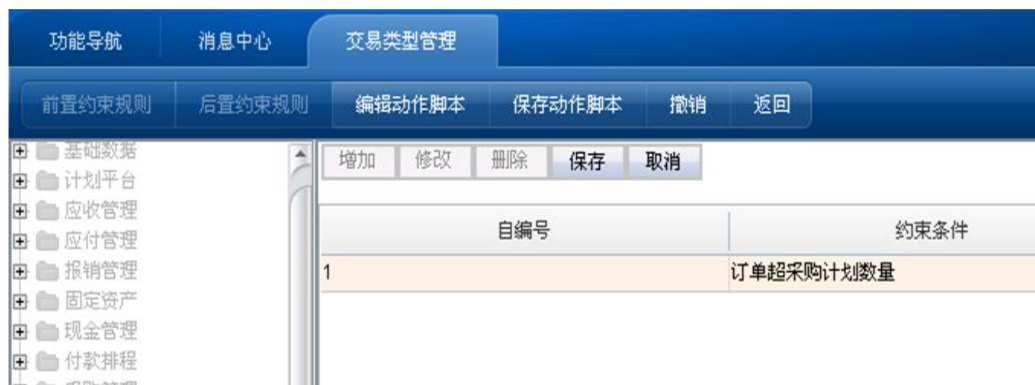 功能导航 消息中心 交易类型管理
前置约束规则 后置约束规则 编辑动作脚本 保存动作脚本 撤销 返回
基础数据
计划平台
应收管理
应付管理
报销管理
固定资产
现金管理
付款排程
增加 修改 删除 保存 取消
自编号 约束条件
1 订单超采购计划数量